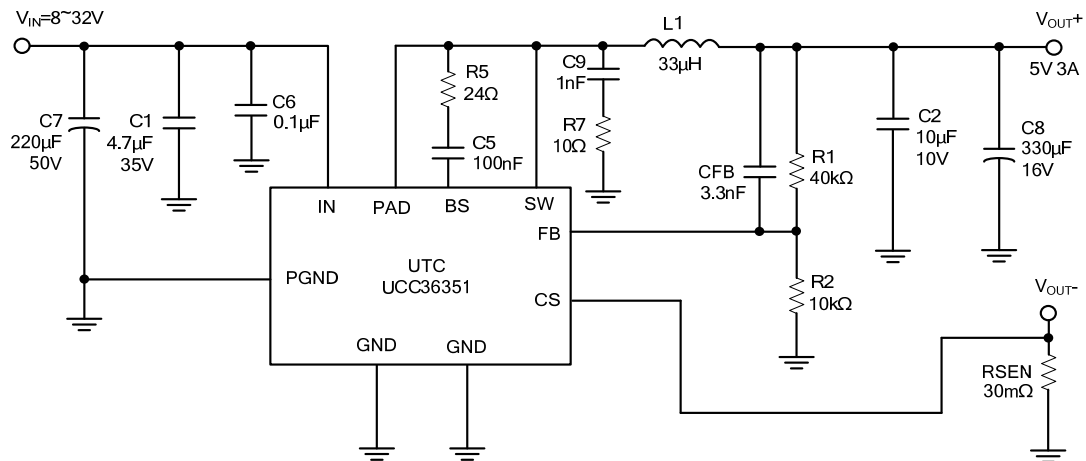 VIN=8~32V
C7
220µF
50V
C1
4.7µF
35V
C6
0.1µF
R5
24Ω
C5
100nF
C9
1nF
R7
10Ω
L1
33µH
VOUT+
5V 3A
CFB
3.3nF
R1
40kΩ
C2
10µF
10V
C8
330µF
16V
IN
PAD
BS
SW
FB
PGND
UTC
UCC36351
CS
GND
GND
R2
10kΩ
VOUT-
RSEN
30mΩ